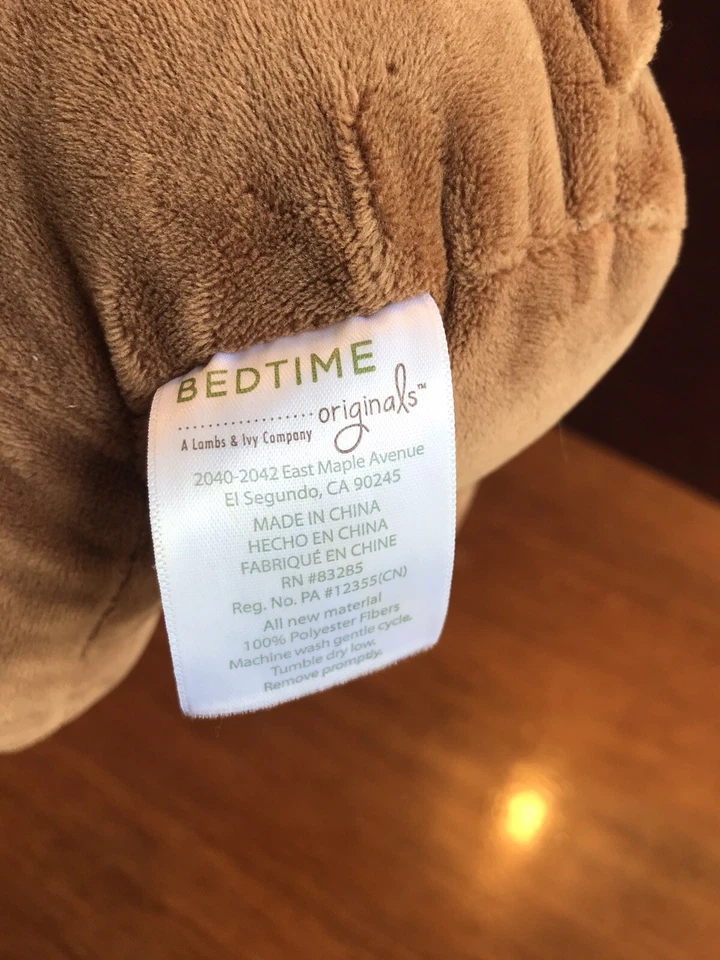 BEDTIME
originals™
A Lambs & Ivy Company
2040-2042 East Maple Avenue
El Segundo, CA 90245
MADE IN CHINA
HECHO EN CHINA
FABRIQUÉ EN CHINE
RN #83285
Reg. No. PA #12355(CN)
All new material
100% Polyester Fibers
Machine wash gentle cycle.
Tumble dry low.
Remove promptly.